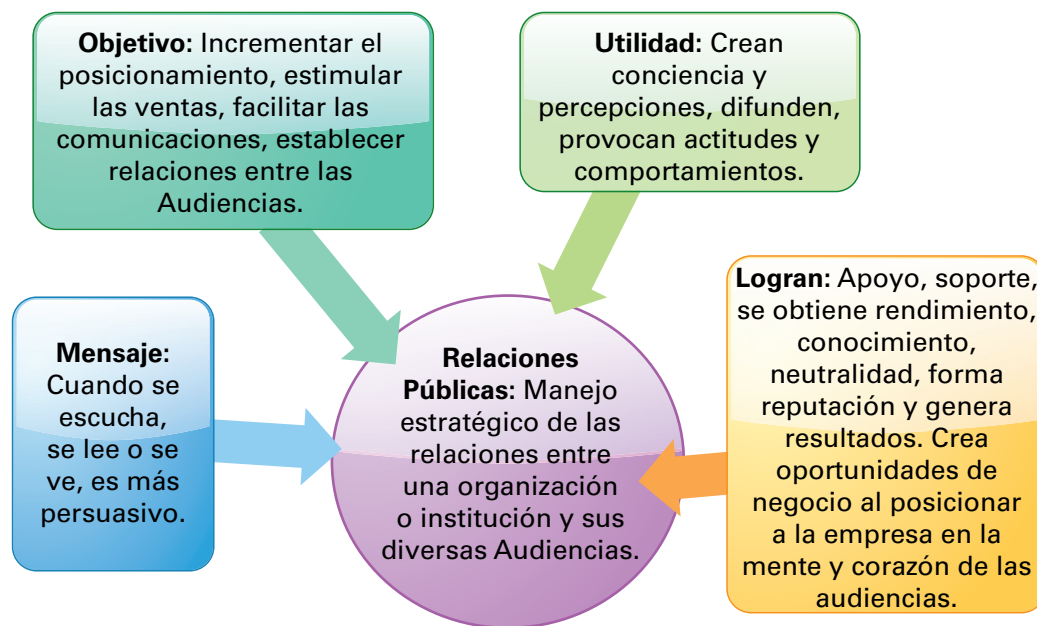 Objetivo: Incrementar el
posicionamiento, estimular
las ventas, facilitar las
comunicaciones, establecer
relaciones entre las
Audiencias.
Utilidad: Crean
conciencia y
percepciones, difunden,
provocan actitudes y
comportamientos.
Mensaje:
Cuando se
escucha,
se lee o se
ve, es más
persuasivo.
Relaciones
Públicas: Manejo
estratégico de las
relaciones entre
una organización
o institución y sus
diversas Audiencias.
Logran: Apoyo, soporte,
se obtiene rendimiento,
conocimiento,
neutralidad, forma
reputación y genera
resultados. Crea
oportunidades de
negocio al posicionar
a la empresa en la
mente y corazón de las
audiencias.